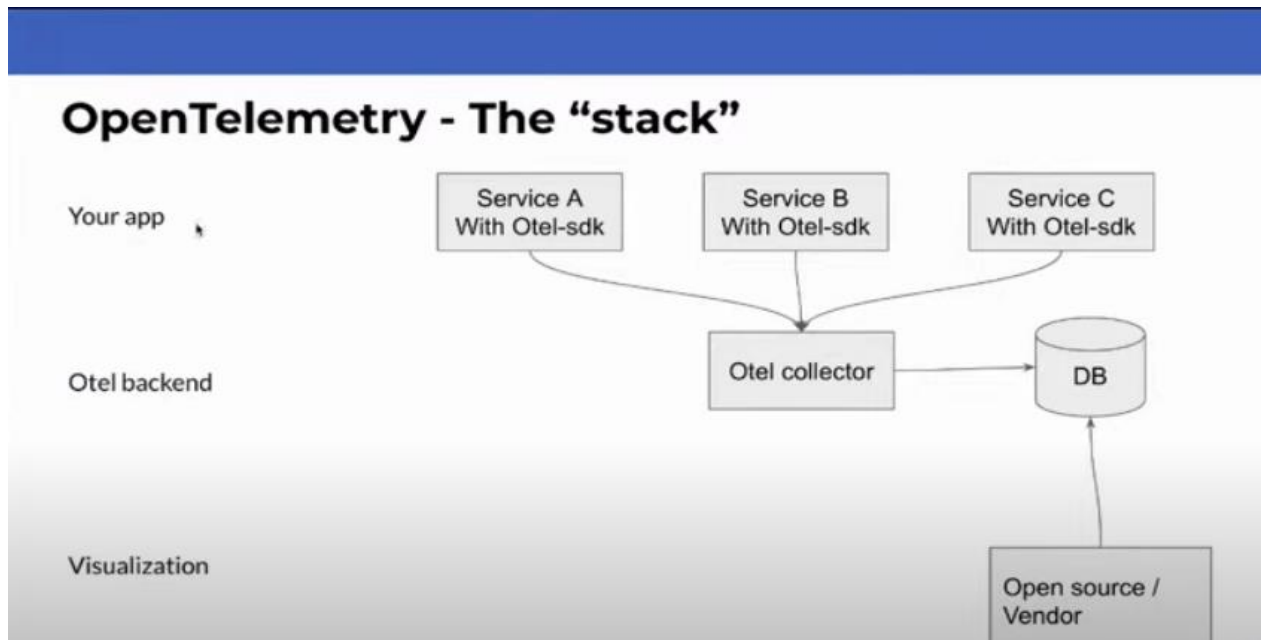 OpenTelemetry - The “stack”
Your app
Service A
With Otel-sdk
Service B
With Otel-sdk
Service C
With Otel-sdk
Otel backend
Otel collector
DB
Visualization
Open source /
Vendor